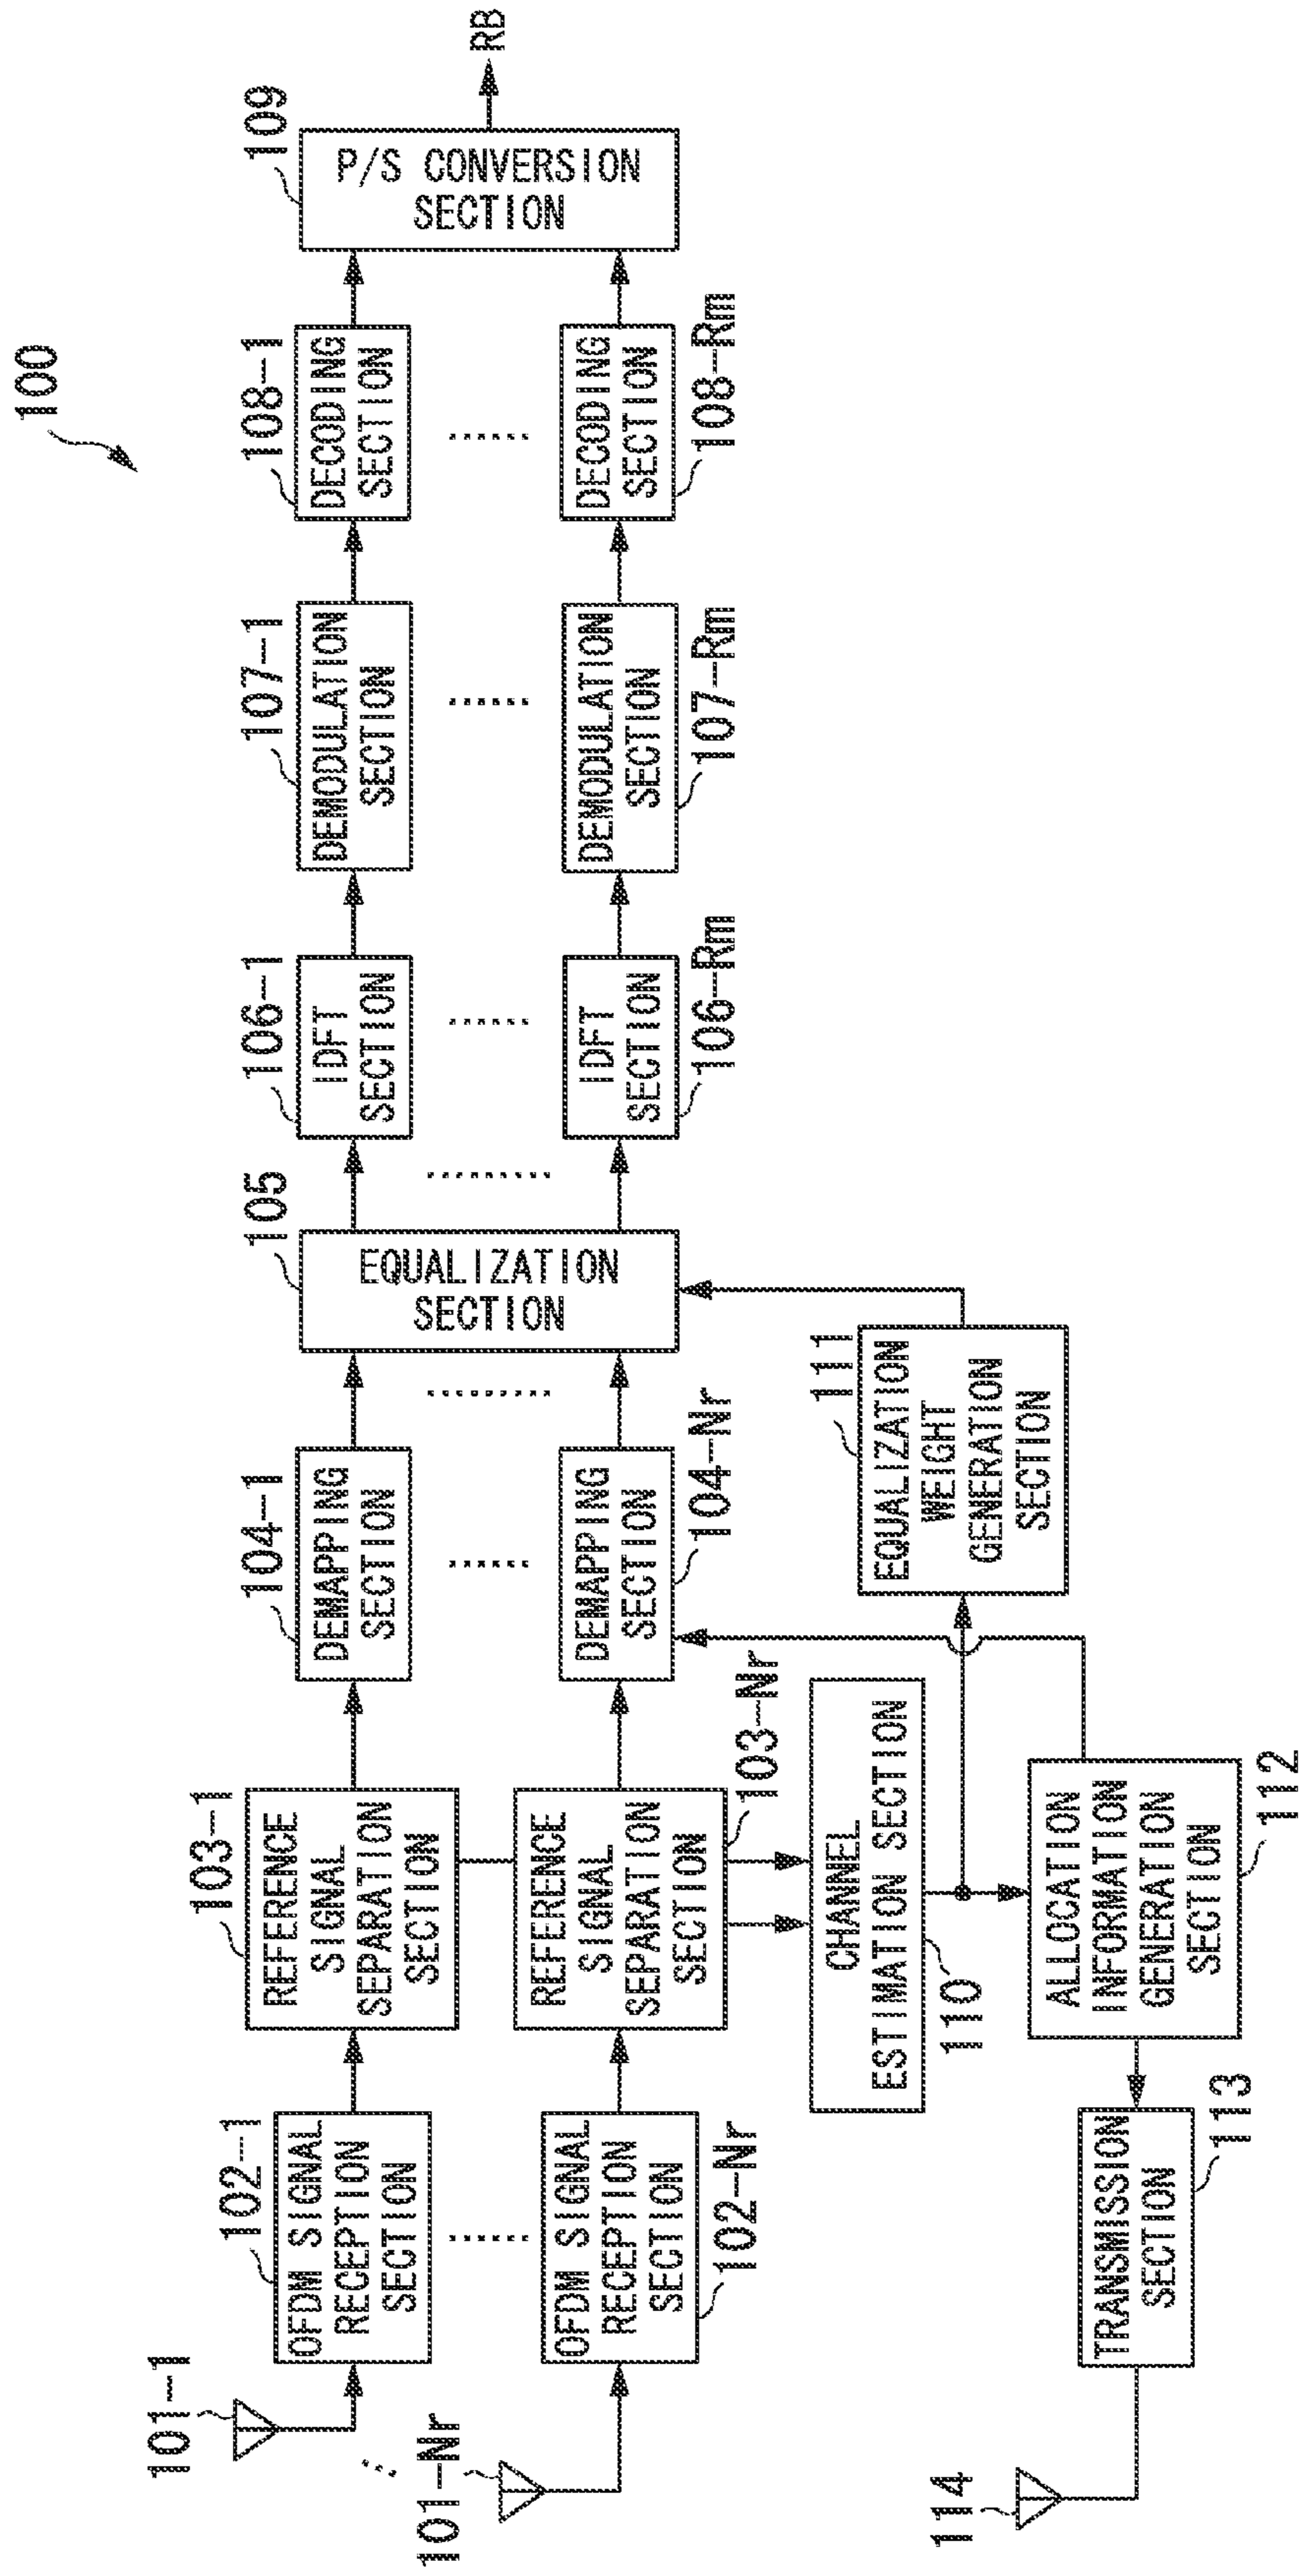 100
101-1
102-1
OFDM SIGNAL
RECEPTION
SECTION
103-1
REFERENCE
SIGNAL
SEPARATION
SECTION
104-1
DEMAPPING
SECTION
105
EQUALIZATION
SECTION
106-1
IDFT
SECTION
107-1
DEMODULATION
SECTION
108-1
DECODING
SECTION
109
P/S CONVERSION
SECTION
RB
101-Nr
OFDM SIGNAL
RECEPTION
SECTION
102-Nr
REFERENCE
SIGNAL
SEPARATION
SECTION
103-Nr
DEMAPPING
SECTION
104-Nr
IDFT
SECTION
106-Rm
DEMODULATION
SECTION
107-Rm
DECODING
SECTION
108-Rm
CHANNEL
ESTIMATION SECTION
110
111
EQUALIZATION
WEIGHT
GENERATION
SECTION
ALLOCATION
INFORMATION
GENERATION
SECTION
112
TRANSMISSION
SECTION
113
114